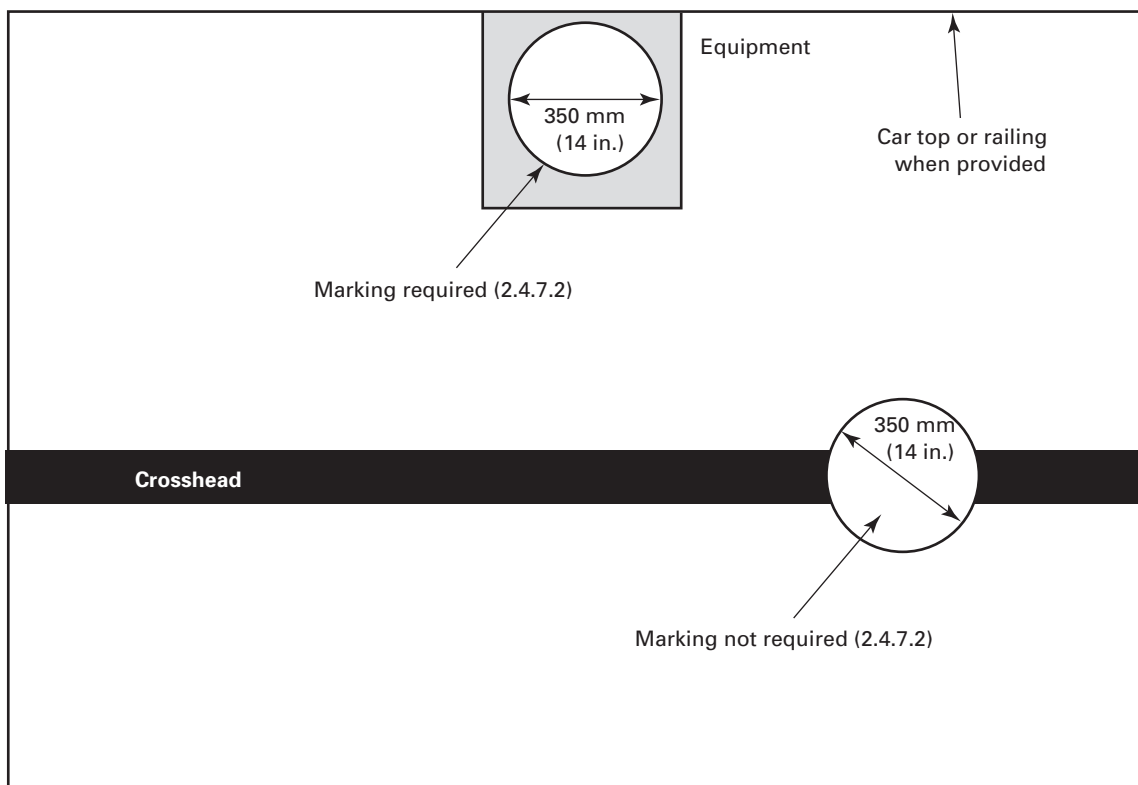 Equipment
350 mm
(14 in.)
Car top or railing
when provided
Marking required (2.4.7.2)
350 mm
(14 in.)
Crosshead
Marking not required (2.4.7.2)